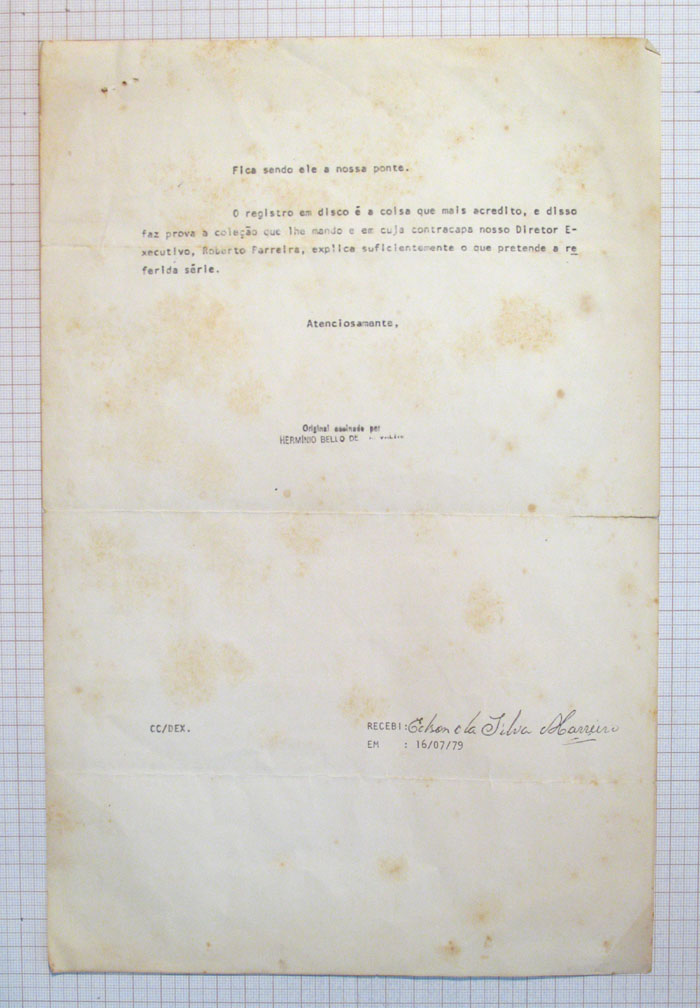 Fica sendo ele a nossa ponte.
O registro em disco é a coisa que mais acredito, e disso
faz prova a coleção que lhe mando e em cuja contracapa nosso Diretor E-
xecutivo, Roberto Parreira, explica suficientemente o que pretende a re
ferida série.
Atenciosamente,
Original assinado por
HERMÍNIO BELLO DE
CC/DEX.
RECEBI: da Silva
EM : 16/07/79